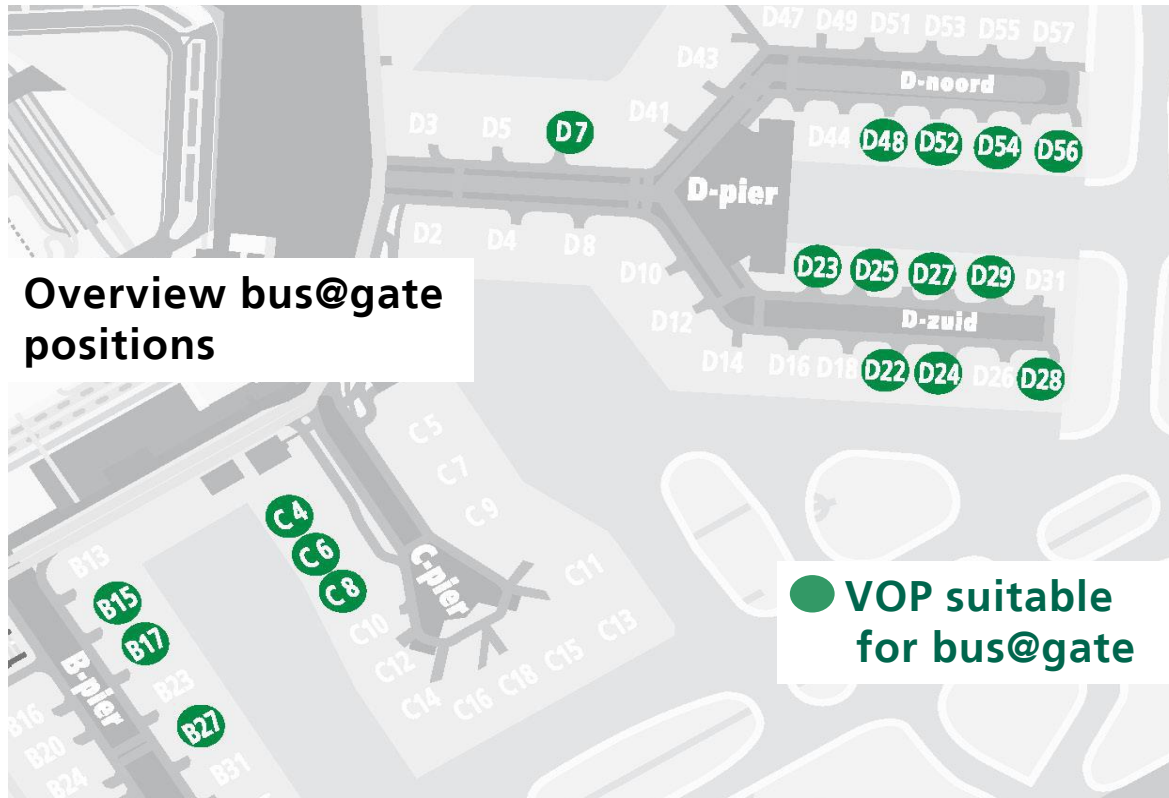 D47 D49 D51 D53 D55 D57
D43
D-noord
D3 D5 D7 D41
D44 D48 D52 D54 D56
D-pier
D2 D4 D8
D10
D23 D25 D27 D29 D31
Overview bus@gate
positions
D12
D-zuid
D14 D16 D18 D22 D24 D26 D28
C5
C7
C9
C4
C6
C8
C-pier
C10
C12
C14 C16 C18 C15 C13
C11
B13
B15
B17
B23
B27
B31
B-pier
B16
B20
B24
VOP suitable
for bus@gate